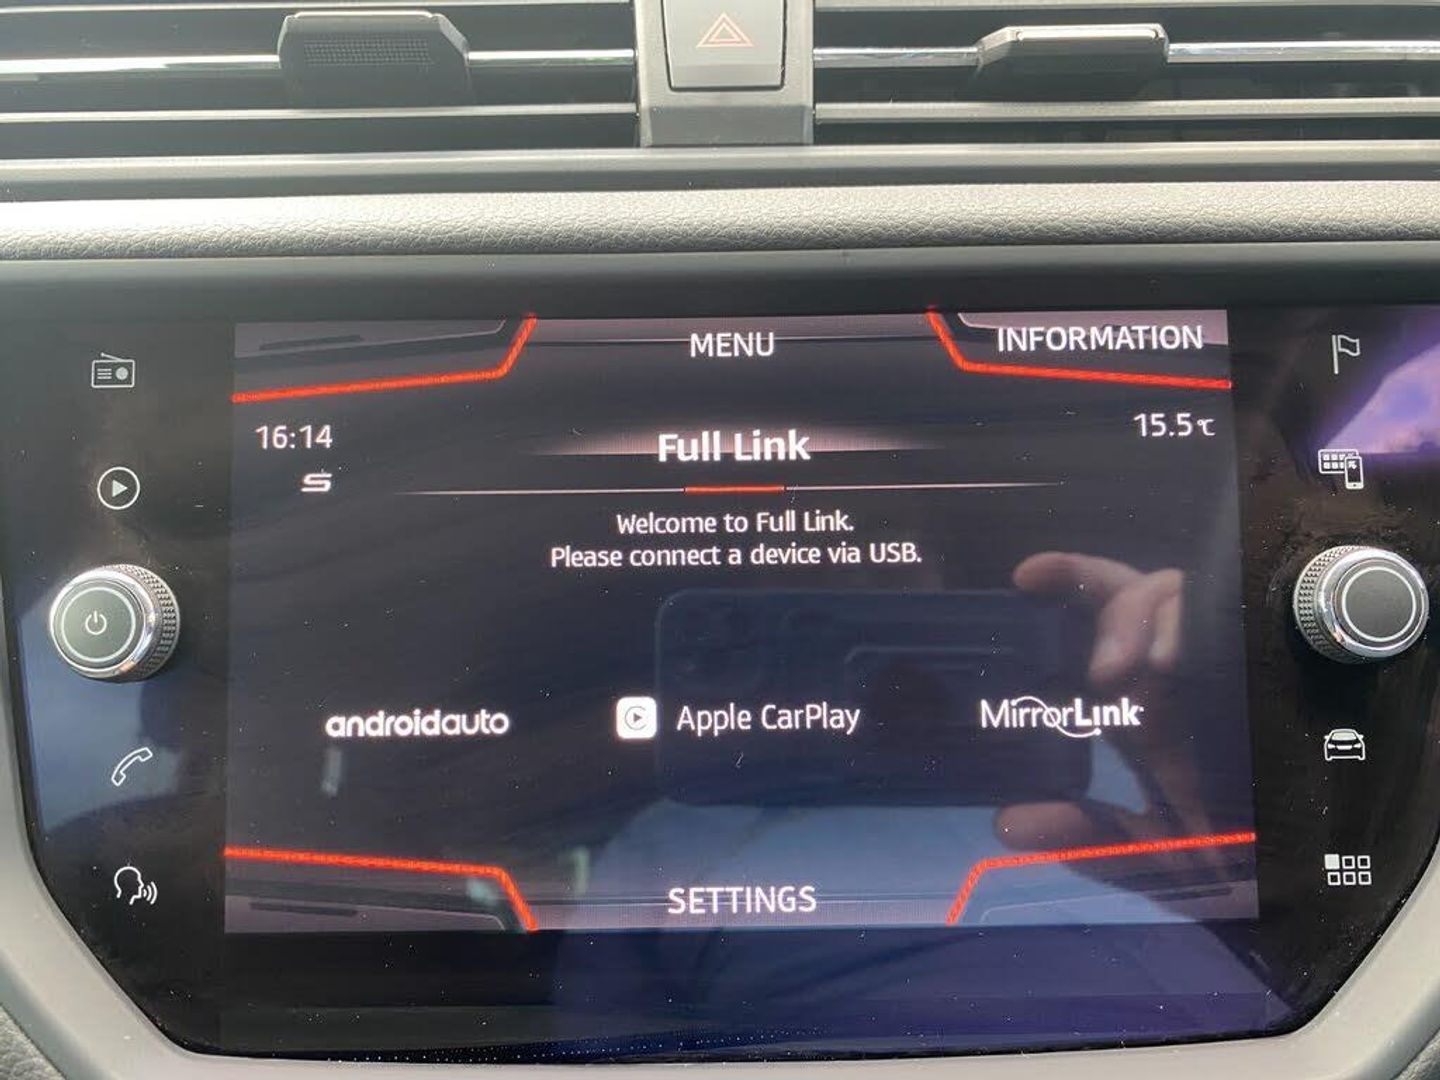 MENU
INFORMATION
16:14
15.5℃
Full Link
Welcome to Full Link.
Please connect a device via USB.
androidauto
Apple CarPlay
MirrorLink
SETTINGS